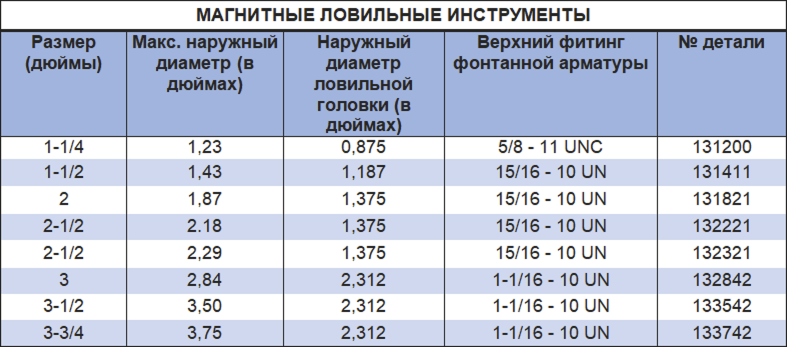 МАГНИТНЫЕ ЛОВИЛЬНЫЕ ИНСТРУМЕНТЫ
Размер (дюймы) Макс. наружный диаметр (в дюймах) Наружный диаметр ловильной головки (в дюймах) Верхний фитинг фонтанной арматуры № детали
1-1/4 1,23 0,875 5/8 - 11 UNC 131200
1-1/2 1,43 1,187 15/16 - 10 UN 131411
2 1,87 1,375 15/16 - 10 UN 131821
2-1/2 2.18 1,375 15/16 - 10 UN 132221
2-1/2 2,29 1,375 15/16 - 10 UN 132321
3 2,84 2,312 1-1/16 - 10 UN 132842
3-1/2 3,50 2,312 1-1/16 - 10 UN 133542
3-3/4 3,75 2,312 1-1/16 - 10 UN 133742